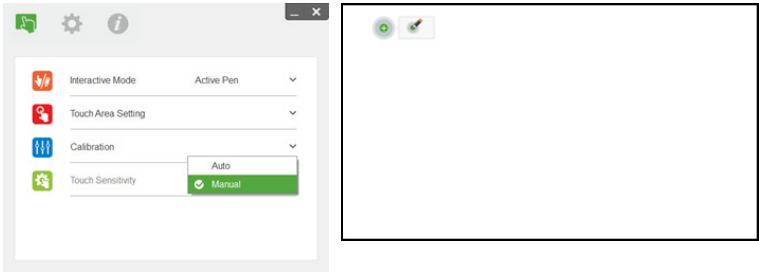 Interactive Mode Active Pen
Touch Area Setting
Calibration
Auto
Touch Sensitivity
Manual